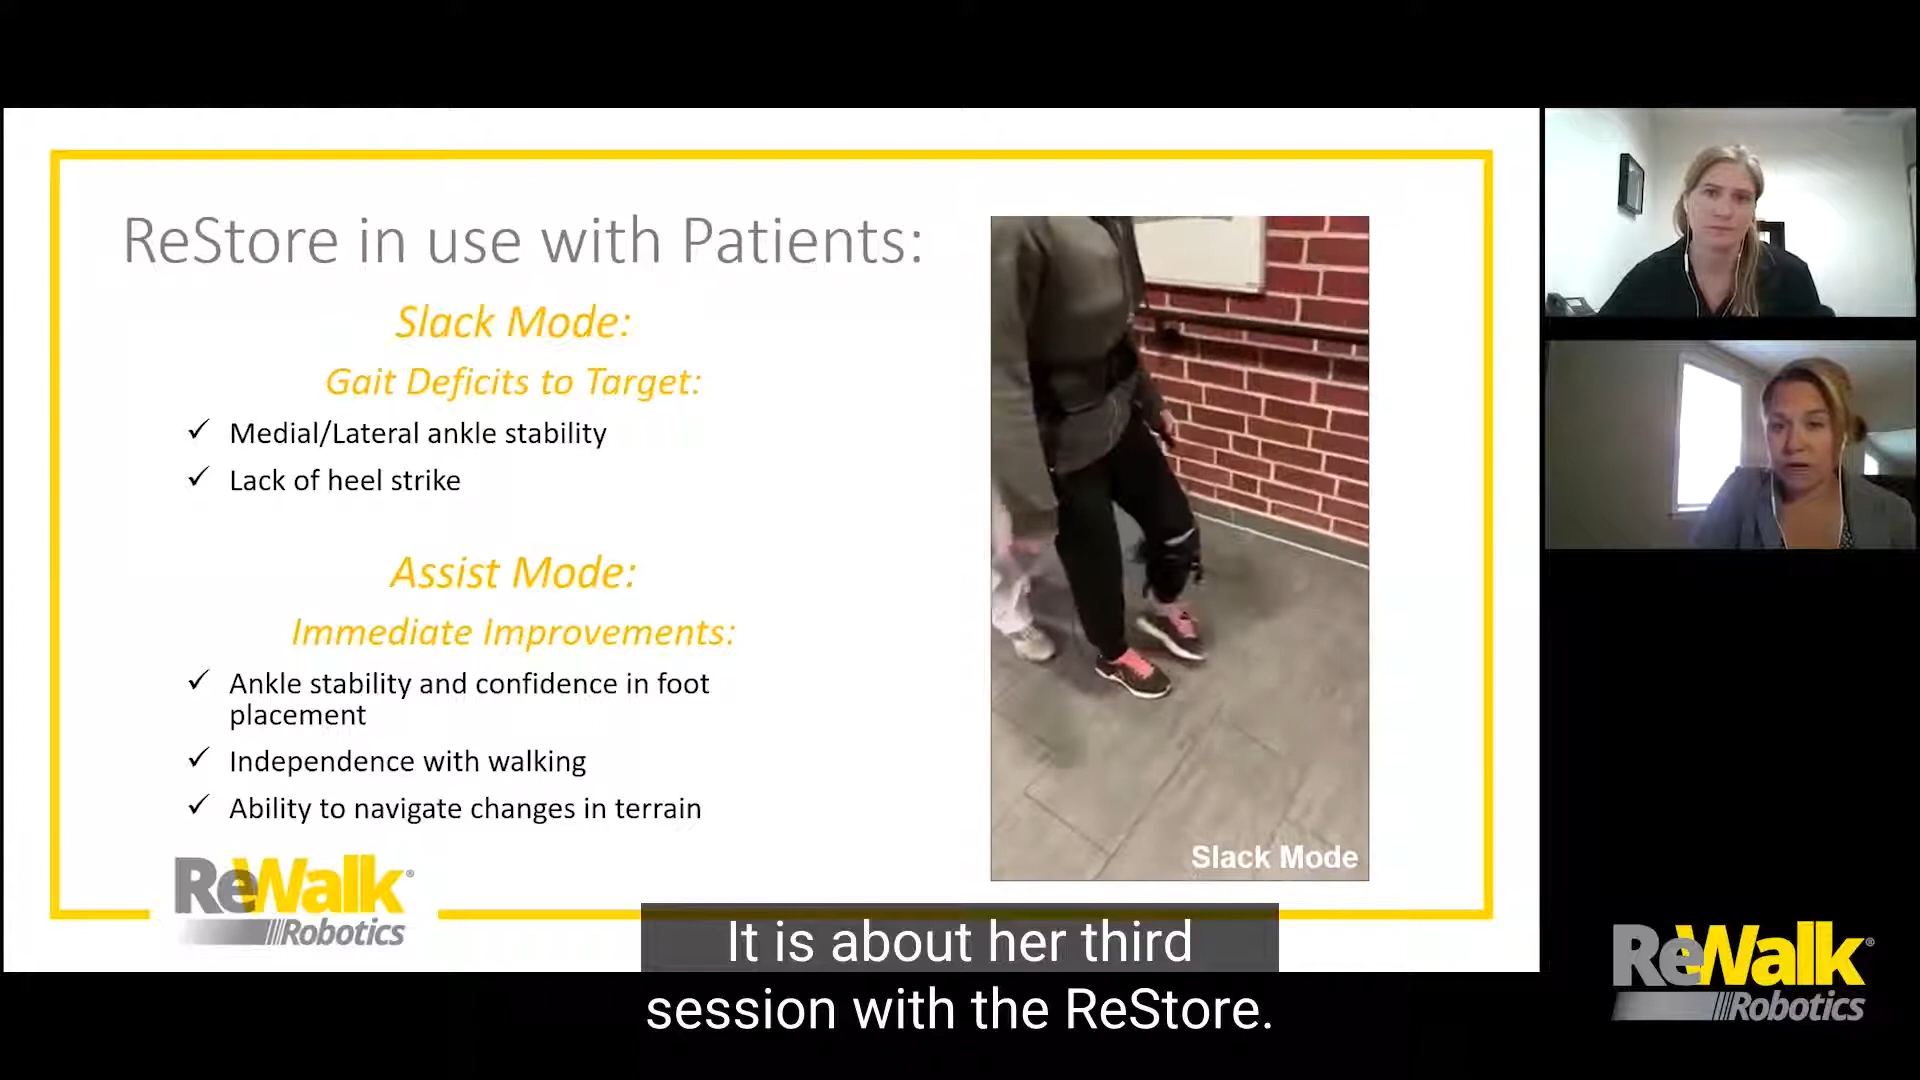 ReStore in use with Patients:
Slack Mode:
Gait Deficits to Target:
✓ Medial/Lateral ankle stability
✓ Lack of heel strike
Assist Mode:
Immediate Improvements:
✓ Ankle stability and confidence in foot
placement
✓ Independence with walking
✓ Ability to navigate changes in terrain
ReWalk®
Robotics
Slack Mode
It is about her third
session with the ReStore.
ReWalk®
Robotics